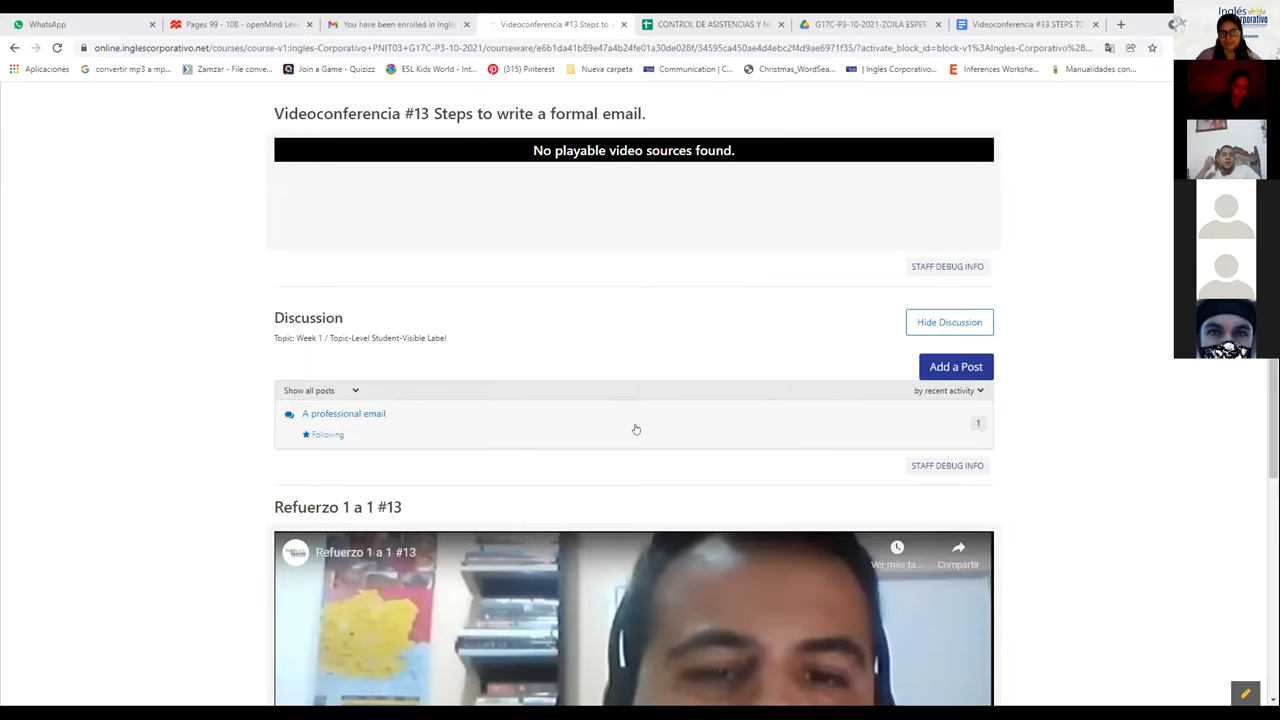 WhatsApp
Pages 99 - 108 - openMind Leve
You have been enrolled in Inglé
Videoconferencia #13 Steps to
CONTROL DE ASISTENCIAS Y N
G17C-P3-10-2021-ZOILA ESPER
Videoconferencia #13 STEPS TO
online.inglescorporativo.net/courses/course-v1:Ingles-Corporativo+PNIT03+G17C-P3-10-2021/courseware/e6b1da41b89e47a4b24fe01a30de028f/34595ca450ae4d4ebc2f4d9ae6971f35/?activate_block_id=block-v1%3AIngles-Corporativo%2B...
Aplicaciones
convertir mp3 a mp...
Zamzar - File conve...
Join a Game - Quizizz
ESL Kids World - Int...
(315) Pinterest
Nueva carpeta
Communication | C...
Christmas_WordSea...
| Inglés Corporativo...
Inferences Workshe...
Manualidades con...
Inglés
Corporativo
Videoconferencia #13 Steps to write a formal email.
No playable video sources found.
STAFF DEBUG INFO
Discussion
Hide Discussion
Topic: Week 1 / Topic-Level Student-Visible Label
Add a Post
Show all posts
by recent activity
A professional email
1
Following
STAFF DEBUG INFO
Refuerzo 1 a 1 #13
Refuerzo 1 a 1 #13
Ver más ta...
Compartir